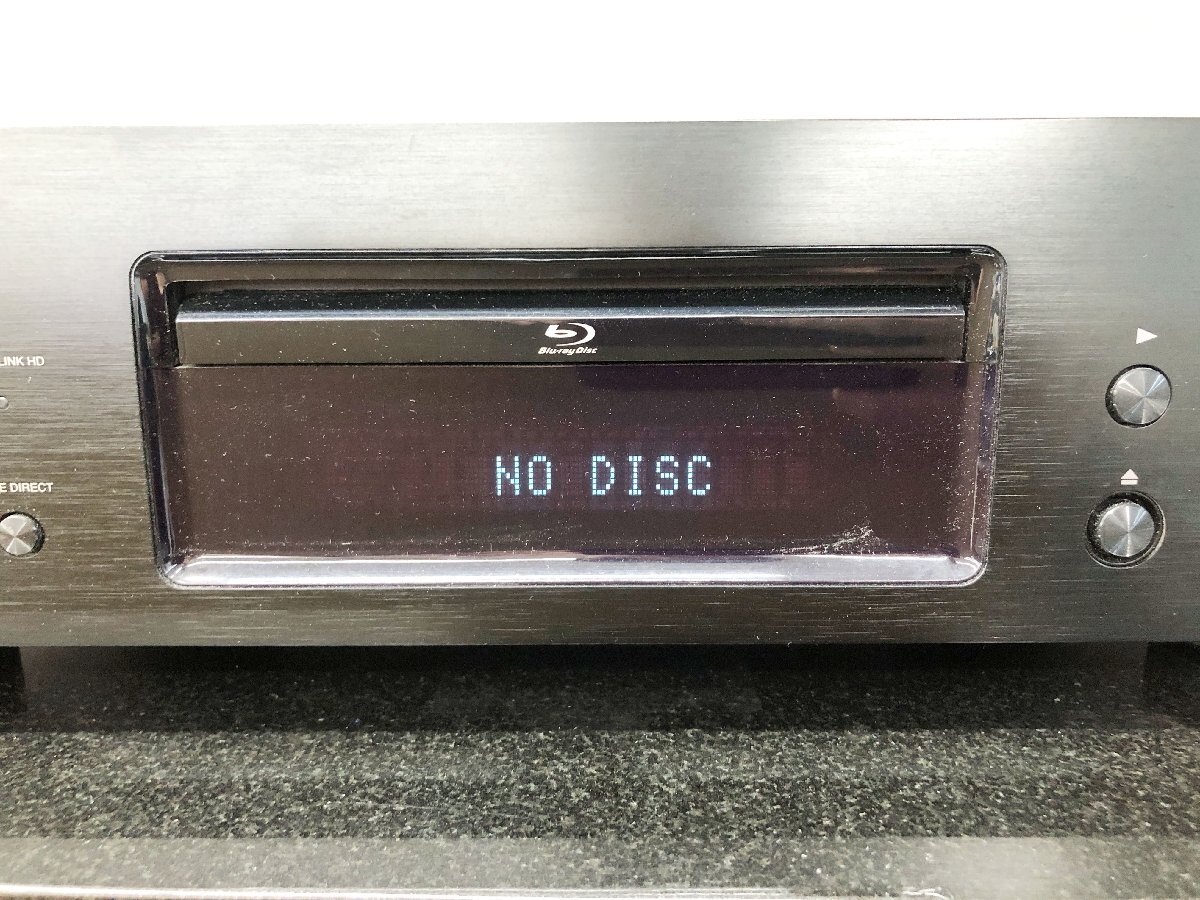 Blu-ray Disc
LINK HD
E DIRECT
NO DISC